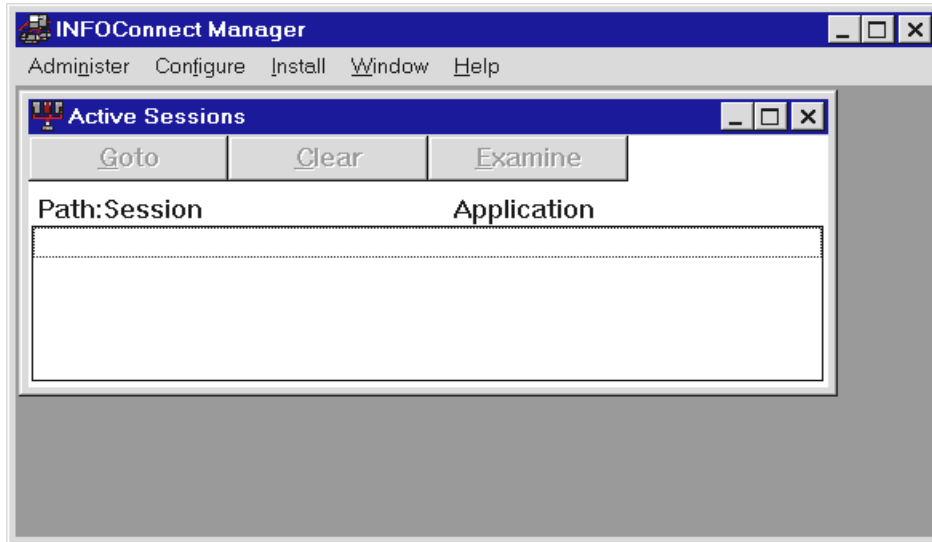 INFOConnect Manager
Administer Configure Install Window Help
Active Sessions
Goto Clear Examine
Path:Session Application